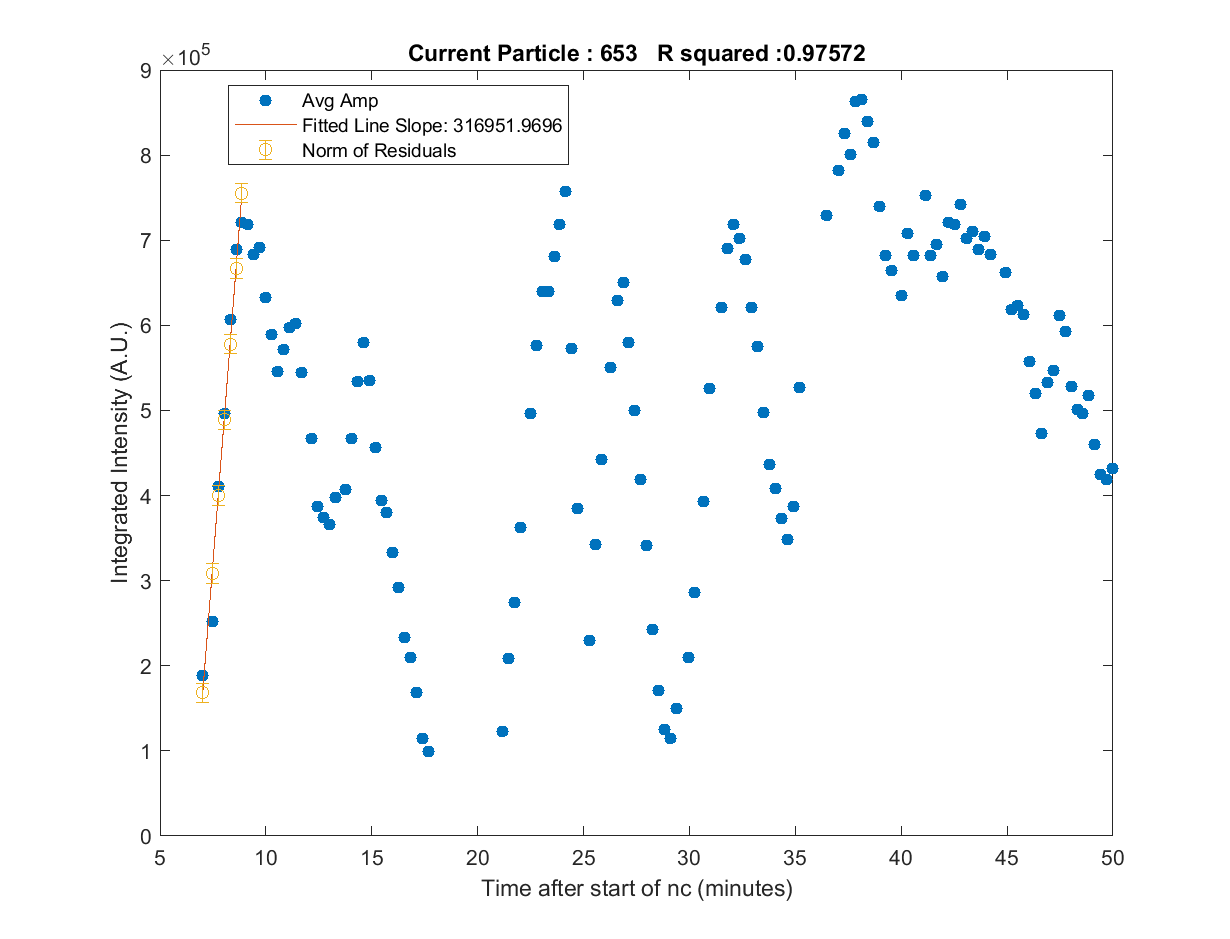 Current Particle : 653   R squared :0.97572
×10^5
Avg Amp
Fitted Line Slope: 316951.9696
Norm of Residuals
9
8
7
6
5
4
3
2
1
0
Integrated Intensity (A.U.)
5 10 15 20 25 30 35 40 45 50
Time after start of nc (minutes)